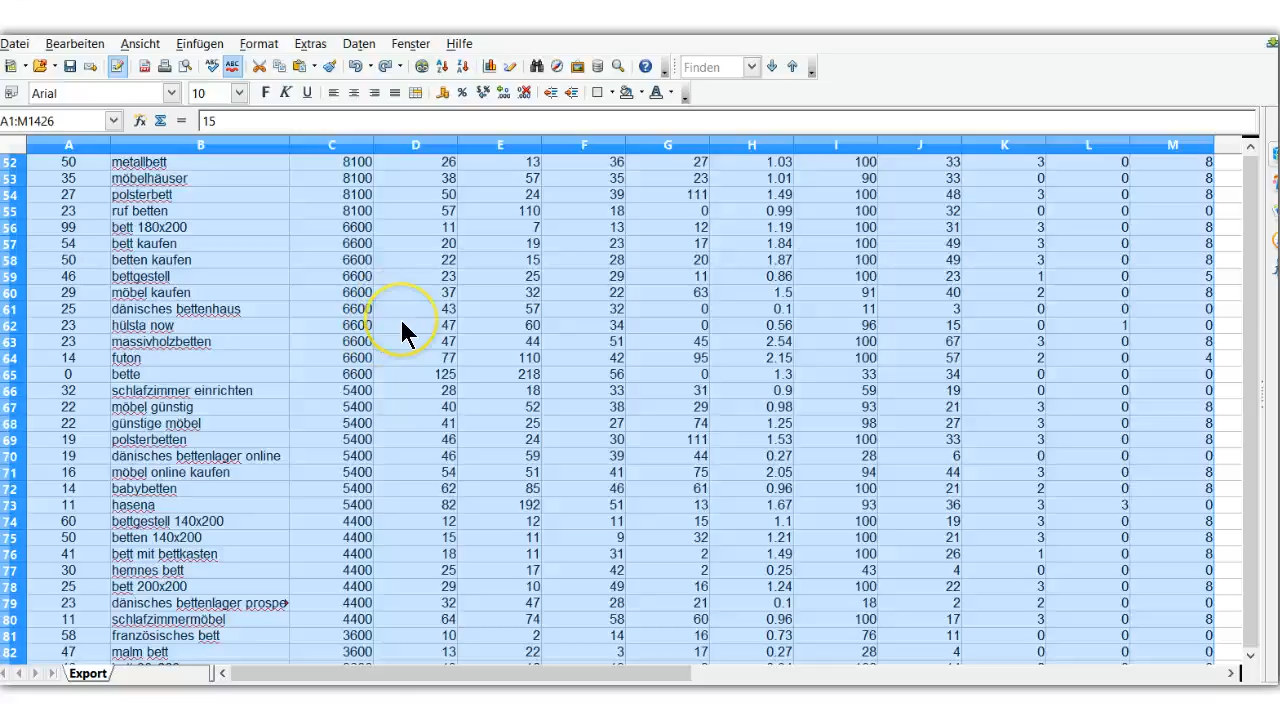 Datei Bearbeiten Ansicht Einfügen Format Extras Daten Fenster Hilfe
Finden
Arial 10 F K U
A1:M1426 15
A B C D E F G H I J K L M
52 50 metallbett 8100 26 13 36 27 1.03 100 33 3 0 8
53 35 möbelhäuser 8100 38 57 35 23 1.01 90 33 0 0 8
54 27 polsterbett 8100 50 24 39 111 1.49 100 48 3 0 8
55 23 ruf betten 8100 57 110 18 0 0.99 100 32 0 0 0
56 99 bett 180x200 6600 11 7 13 12 1.19 100 31 3 0 8
57 54 bett kaufen 6600 20 19 23 17 1.84 100 49 3 0 8
58 50 betten kaufen 6600 22 15 28 20 1.87 100 49 3 0 8
59 46 bettgestell 6600 23 25 29 11 0.86 100 23 1 0 5
60 29 möbel kaufen 6600 37 32 22 63 1.5 91 40 2 0 8
61 25 dänisches bettenhaus 6600 43 57 32 0 0.1 11 3 0 0 0
62 23 hülsta now 6600 47 60 34 0 0.56 96 15 0 1 0
63 23 massivholzbetten 6600 47 44 51 45 2.54 100 67 3 0 8
64 14 futon 6600 77 110 42 95 2.15 100 57 2 0 4
65 0 bette 6600 125 218 56 0 1.3 33 34 0 0 0
66 32 schlafzimmer einrichten 5400 28 18 33 31 0.9 59 19 0 0 8
67 22 möbel günstig 5400 40 52 38 29 0.98 93 21 3 0 8
68 22 günstige möbel 5400 41 25 27 74 1.25 98 27 3 0 8
69 19 polsterbetten 5400 46 24 30 111 1.53 100 33 3 0 8
70 19 dänisches bettenlager online 5400 46 59 39 44 0.27 28 6 0 0 0
71 16 möbel online kaufen 5400 54 51 41 75 2.05 94 44 3 0 8
72 14 babybetten 5400 62 85 46 61 0.96 100 21 2 0 8
73 11 hasena 5400 82 192 51 13 1.67 93 36 3 3 0
74 60 bettgestell 140x200 4400 12 12 11 15 1.1 100 19 3 0 8
75 50 betten 140x200 4400 15 11 9 32 1.21 100 21 3 0 8
76 41 bett mit bettkasten 4400 18 11 31 2 1.49 100 26 1 0 8
77 30 hemnes bett 4400 25 17 42 2 0.25 43 4 0 0 0
78 25 bett 200x200 4400 29 10 49 16 1.24 100 22 3 0 8
79 23 dänisches bettenlager prospe 4400 32 47 28 21 0.1 18 2 2 0 0
80 11 schlafzimmermöbel 4400 64 74 58 60 0.96 100 17 3 0 8
81 58 französisches bett 3600 10 2 14 16 0.73 76 11 0 0 8
82 47 malm bett 3600 13 22 3 17 0.27 28 4 0 0 8
Export